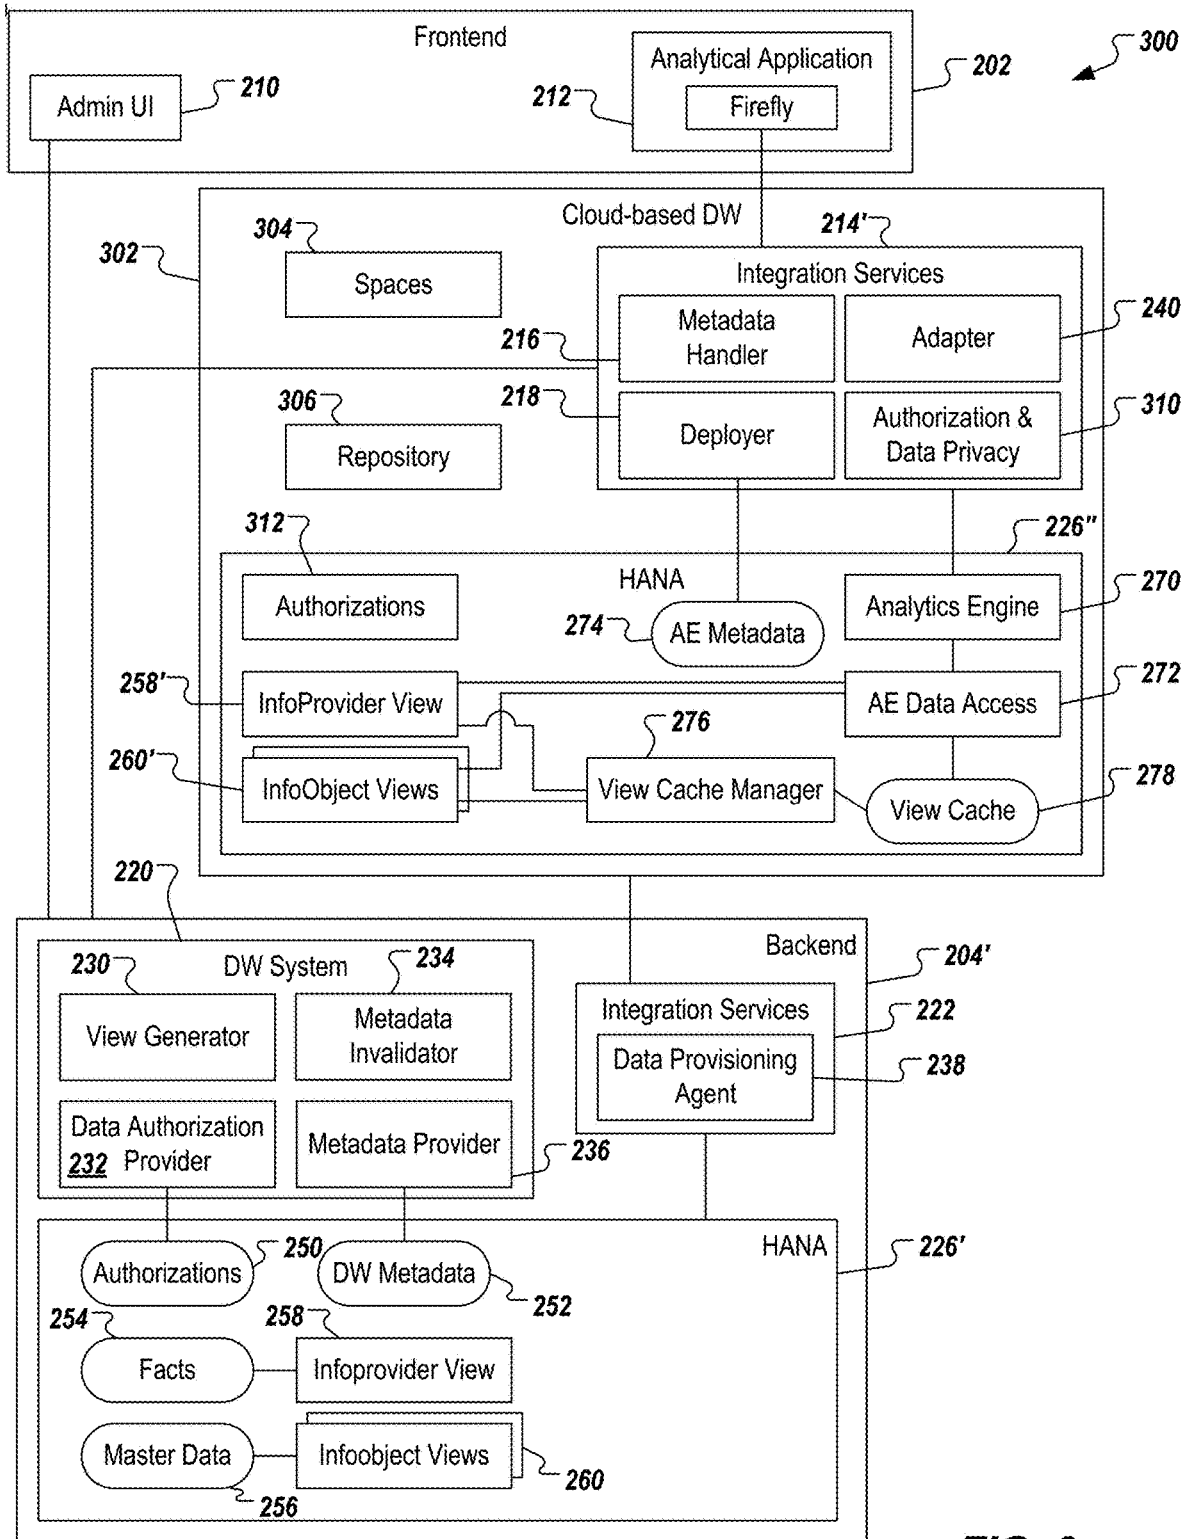 Frontend
300
Analytical Application
202
Admin UI
210
212
Firefly
Cloud-based DW
214'
302
304
Spaces
Integration Services
216
Metadata
Handler
Adapter
240
218
Deployer
Authorization &
Data Privacy
310
306
Repository
312
226"
HANA
Authorizations
274
AE Metadata
Analytics Engine
270
258'
InfoProvider View
AE Data Access
272
276
260'
InfoObject Views
View Cache Manager
View Cache
278
220
Backend
DW System
204'
230
234
View Generator
Metadata
Invalidator
Integration Services
222
Data Provisioning
Agent
238
Data Authorization
232 Provider
Metadata Provider
236
HANA
226'
Authorizations
250
DW Metadata
252
254
Facts
258
Infoprovider View
Master Data
256
Infoobject Views
260